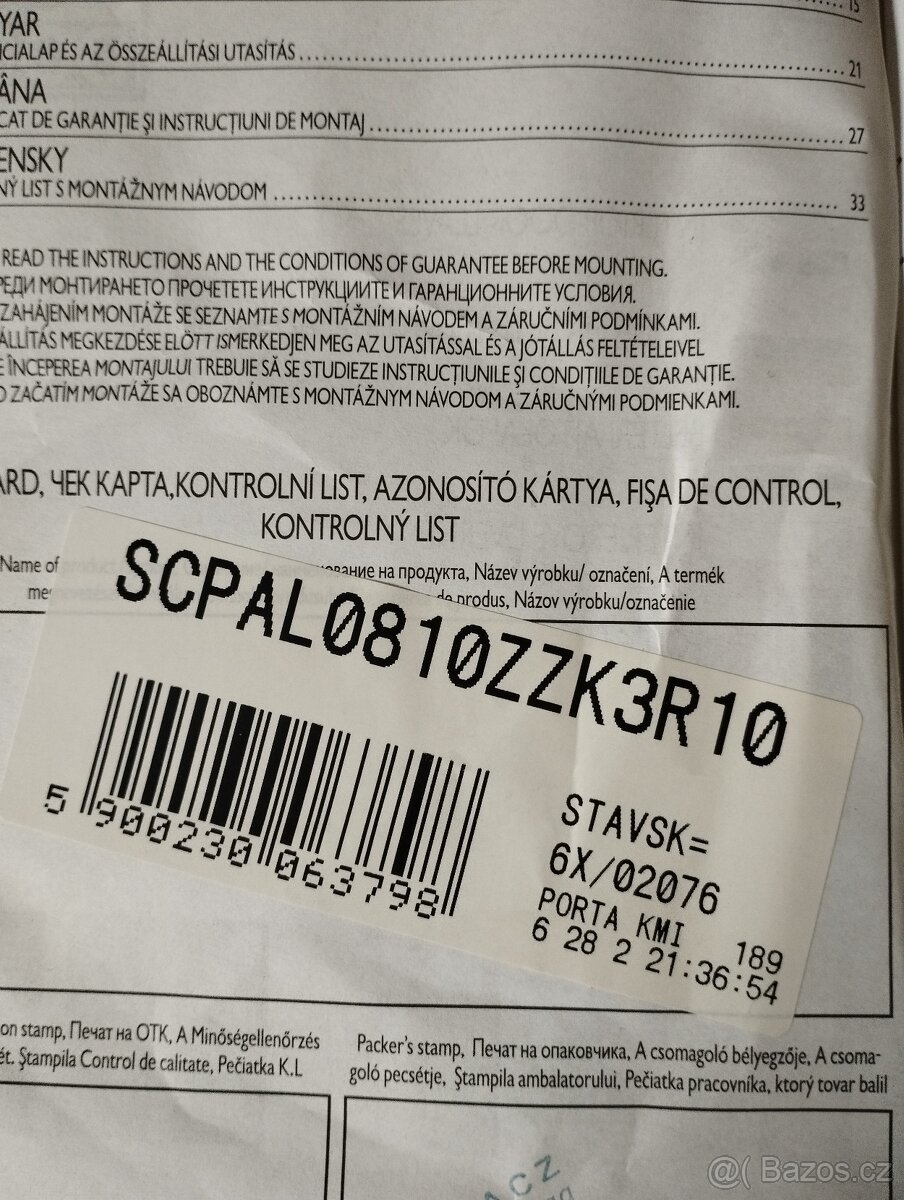 YAR
ICIALAP ÉS AZ ÖSSZEÁLLÍTÁSI UTASÍTÁS 21
ÂNA
CAT DE GARANȚIE ȘI INSTRUCȚIUNI DE MONTAJ 27
ENSKY
NÝ LIST S MONTÁŽNYM NÁVODOM 33
READ THE INSTRUCTIONS AND THE CONDITIONS OF GUARANTEE BEFORE MOUNTING.
РЕДИ МОНТИРАНЕТО ПРОЧЕТЕТЕ ИНСТРУКЦИИТЕ И ГАРАНЦИОННИТЕ УСЛОВИЯ.
ZAHÁJENÍM MONTÁŽE SE SEZNAMTE S MONTÁŽNÍM NÁVODEM A ZÁRUČNÍMI PODMÍNKAMI.
ÁLLÍTÁS MEGKEZDÉSE ELÖTT ISMERKEDJEN MEG AZ UTASÍTÁSSAL ÉS A JÓTÁLLÁS FELTÉTELEIVEL
E ÎNCEPEREA MONTAJULUI TREBUIE SĂ SE STUDIEZE INSTRUCȚIUNILE ȘI CONDIȚIILE DE GARANȚIE.
D ZAČATÍM MONTÁŽE SA OBOZNÁMTE S MONTÁŽNYM NÁVODOM A ZÁRUČNÝMI PODMIENKAMI.
ARD, ЧЕК КАРТА, KONTROLNÍ LIST, AZONOSÍTÓ KÁRTYA, FIȘA DE CONTROL,
KONTROLNÝ LIST
Name of ование на продукта, Název výrobku/ označení, A termék
me de produs, Názov výrobku/označenie
SCPAL0810ZZK3R10
5 900230 063798
STAVSK=
6X/02076
PORTA KMI 189
6 28 2 21:36:54
on stamp, Печат на ОТК, A Minőségellenőrzés
ét. Ștampila Control de calitate, Pečiatka K.L
Packer's stamp, Печат на опаковчика, A csomagoló bélyegzője, A csoma-
goló pecsétje, Ștampila ambalatorului, Pečiatka pracovníka, ktorý tovar balil
@( Bazos.cz